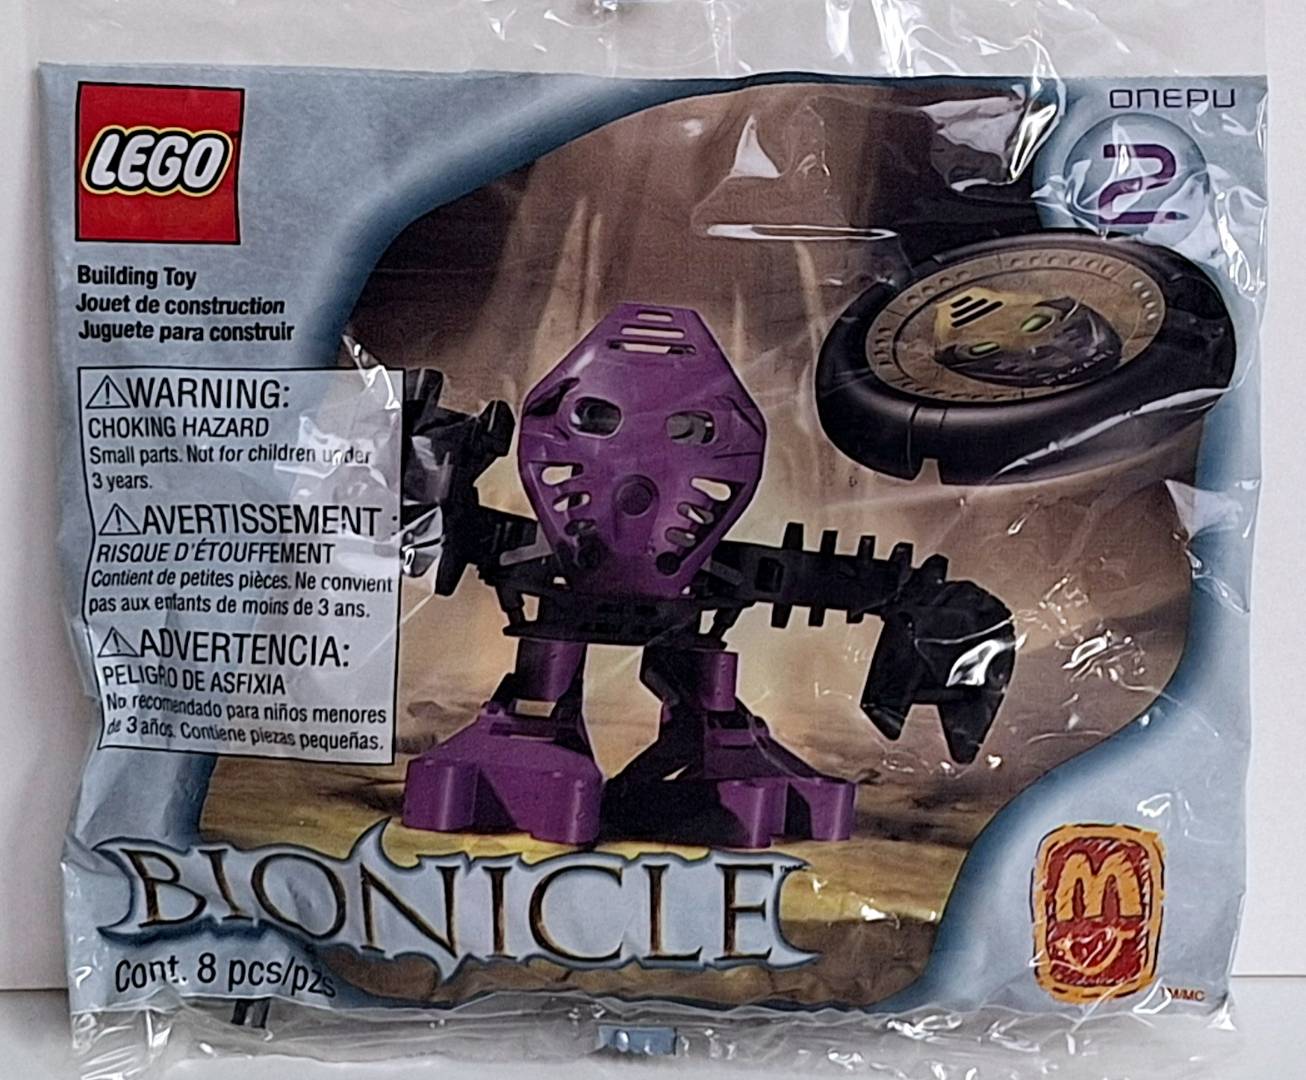 LEGO
ONEPU
2
Building Toy
Jouet de construction
Juguete para construir
⚠WARNING:
CHOKING HAZARD
Small parts. Not for children under
3 years.
⚠AVERTISSEMENT :
RISQUE D'ÉTOUFFEMENT
Contient de petites pièces. Ne convient
pas aux enfants de moins de 3 ans.
⚠ADVERTENCIA:
PELIGRO DE ASFIXIA
No recomendado para niños menores
de 3 años. Contiene piezas pequeñas.
BIONICLE
Cont. 8 pcs/pzs
M
TM/MC